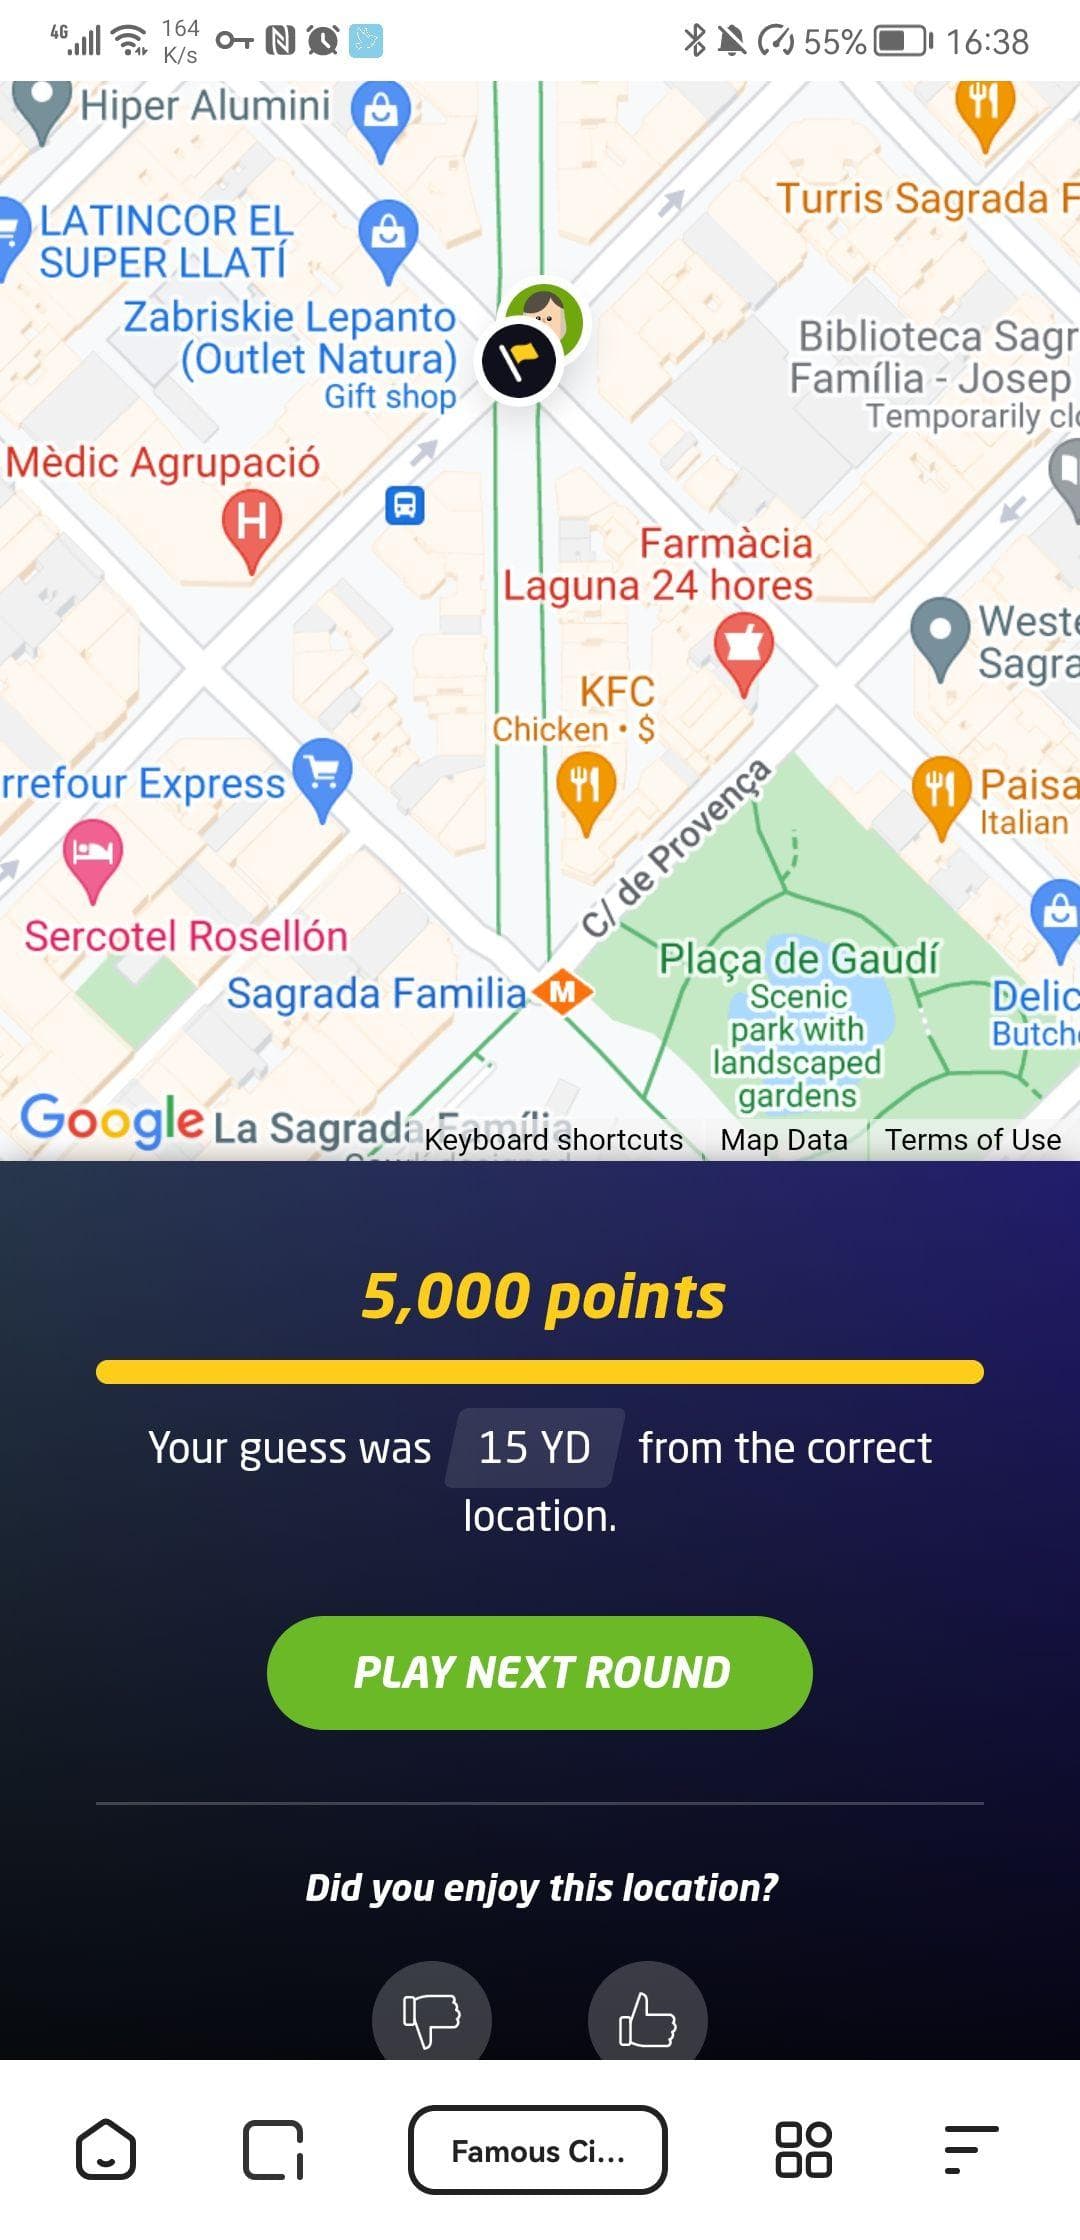 4G
164
K/s
55%
16:38
Hiper Alumini
Turris Sagrada F
LATINCOR EL
SUPER LLATÍ
Zabriskie Lepanto
(Outlet Natura)
Gift shop
Biblioteca Sagr
Família - Josep
Temporarily clo
Mèdic Agrupació
H
Farmàcia
Laguna 24 hores
Weste
Sagra
KFC
Chicken • $
C/ de Provença
rrefour Express
Paisa
Italian
Sercotel Rosellón
Plaça de Gaudí
Scenic
park with
landscaped
gardens
Sagrada Familia
M
Delic
Butche
Google
La Sagrada Família
Keyboard shortcuts
Map Data
Terms of Use
5,000 points
Your guess was 15 YD from the correct
location.
PLAY NEXT ROUND
Did you enjoy this location?
Famous Ci...